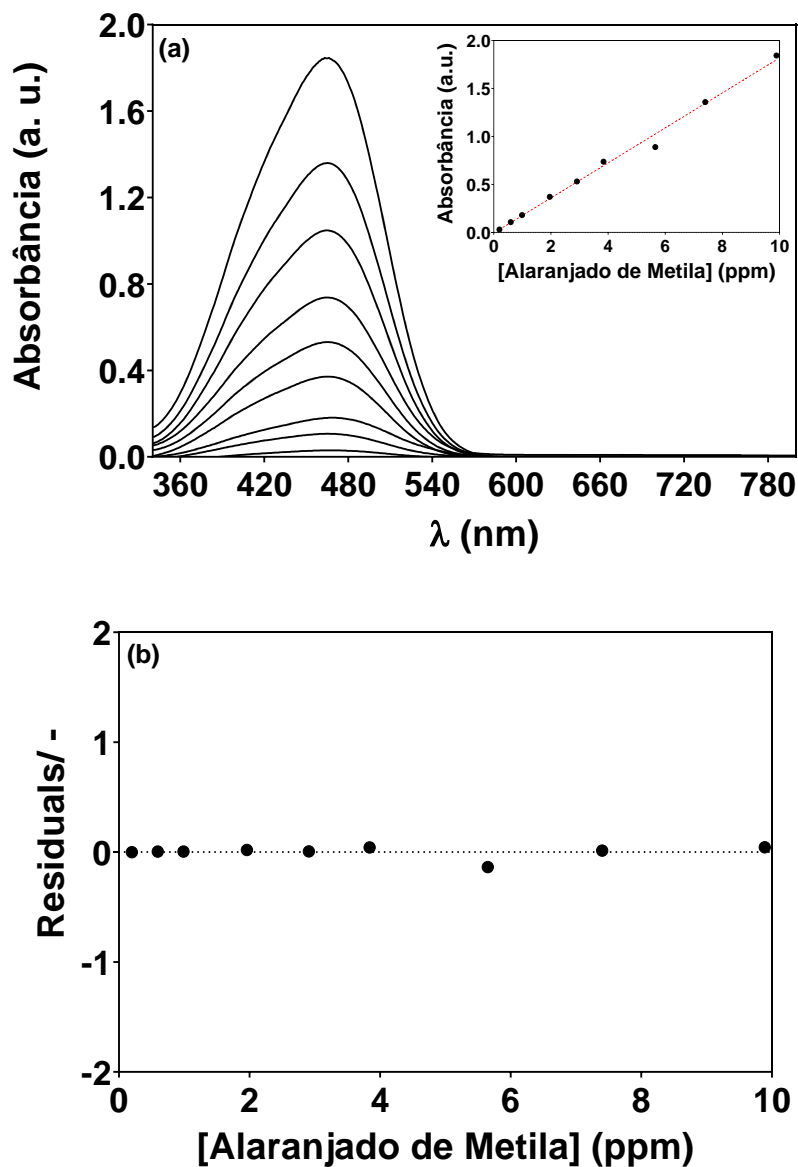 (a)
Absorbância (a. u.)
2.0
1.6
1.2
0.8
0.4
0.0
360 420 480 540 600 660 720 780
λ (nm)
Absorbância (a.u.)
2.0
1.5
1.0
0.5
0.0
0 2 4 6 8 10
[Alaranjado de Metila] (ppm)
(b)
Residuals/ -
2
1
0
-1
-2
0 2 4 6 8 10
[Alaranjado de Metila] (ppm)